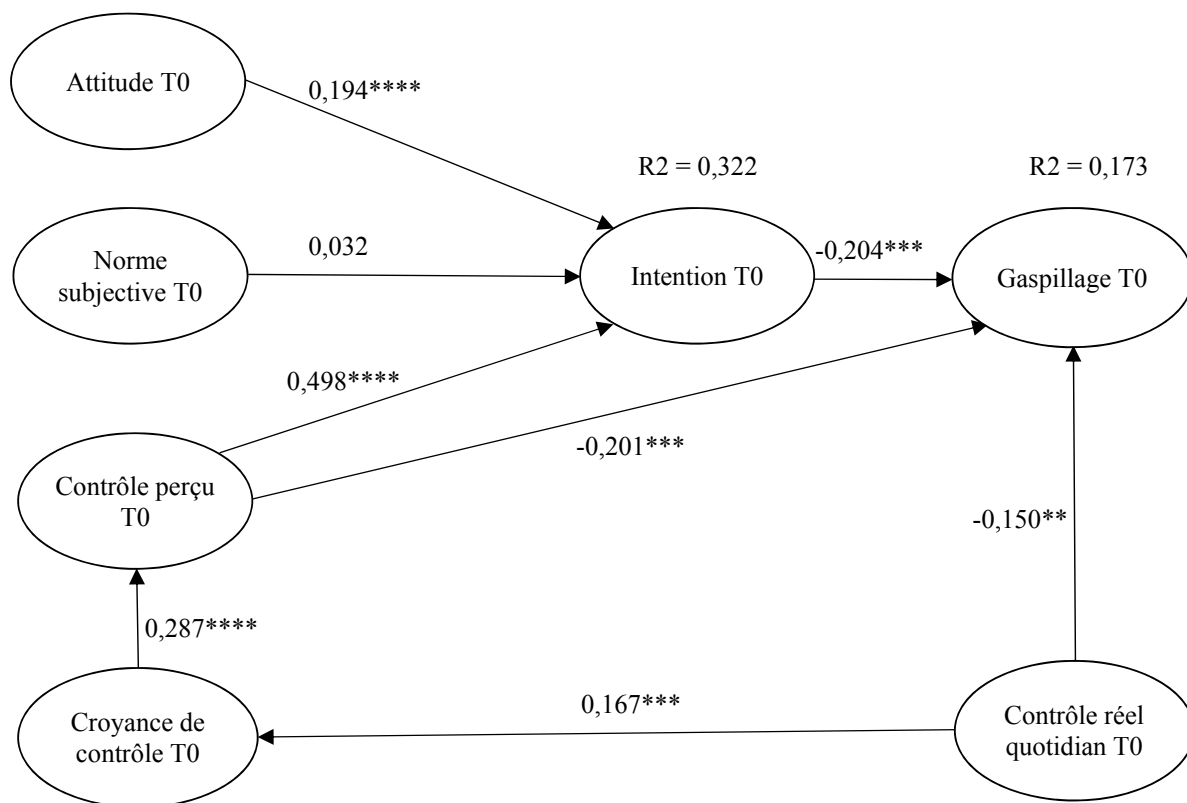 Attitude T0
0,194****
R2 = 0,322
R2 = 0,173
Norme
subjective T0
0,032
Intention T0
-0,204***
Gaspillage T0
0,498****
-0,201***
Contrôle perçu
T0
-0,150**
0,287****
Croyance de
contrôle T0
0,167***
Contrôle réel
quotidian T0